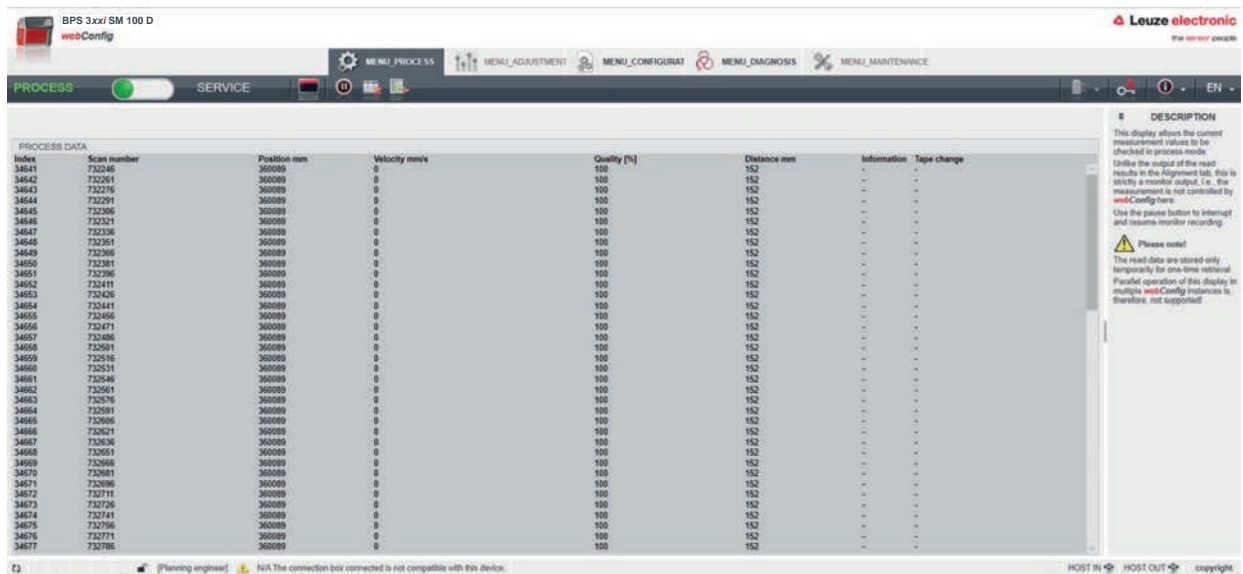 BPS 3xxi SM 100 D
webConfig
Leuze electronic
the sensor people
MENU_PROCESS MENU_ADJUSTMENT MENU_CONFIGURAT MENU_DIAGNOSIS MENU_MAINTENANCE
PROCESS SERVICE EN
PROCESS DATA
Index Scan number Position mm Velocity mm/s Quality [%] Distance mm Information Tape change
34641 732246 360089 0 100 152 - -
34642 732261 360089 0 100 152 - -
34643 732276 360089 0 100 152 - -
34644 732291 360089 0 100 152 - -
34645 732306 360089 0 100 152 - -
34646 732321 360089 0 100 152 - -
34647 732336 360089 0 100 152 - -
34648 732351 360089 0 100 152 - -
34649 732366 360089 0 100 152 - -
34650 732381 360089 0 100 152 - -
34651 732396 360089 0 100 152 - -
34652 732411 360089 0 100 152 - -
34653 732426 360089 0 100 152 - -
34654 732441 360089 0 100 152 - -
34655 732456 360089 0 100 152 - -
34656 732471 360089 0 100 152 - -
34657 732486 360089 0 100 152 - -
34658 732501 360089 0 100 152 - -
34659 732516 360089 0 100 152 - -
34660 732531 360089 0 100 152 - -
34661 732546 360089 0 100 152 - -
34662 732561 360089 0 100 152 - -
34663 732576 360089 0 100 152 - -
34664 732591 360089 0 100 152 - -
34665 732606 360089 0 100 152 - -
34666 732621 360089 0 100 152 - -
34667 732636 360089 0 100 152 - -
34668 732651 360089 0 100 152 - -
34669 732666 360089 0 100 152 - -
34670 732681 360089 0 100 152 - -
34671 732696 360089 0 100 152 - -
34672 732711 360089 0 100 152 - -
34673 732726 360089 0 100 152 - -
34674 732741 360089 0 100 152 - -
34675 732756 360089 0 100 152 - -
34676 732771 360089 0 100 152 - -
34677 732786 360089 0 100 152 - -
DESCRIPTION
This display allows the current
measurement values to be
checked in process mode.
Unlike the output of the read
results in the Alignment tab, this is
strictly a monitor output, i.e., the
measurement is not controlled by
webConfig here.
Use the pause button to interrupt
and resume monitor recording.
Please note!
The read data are stored only
temporarily for one-time retrieval.
Parallel operation of this display in
multiple webConfig instances is,
therefore, not supported!
[Planning engineer] N/A The connection box connected is not compatible with this device. HOST IN HOST OUT copyright